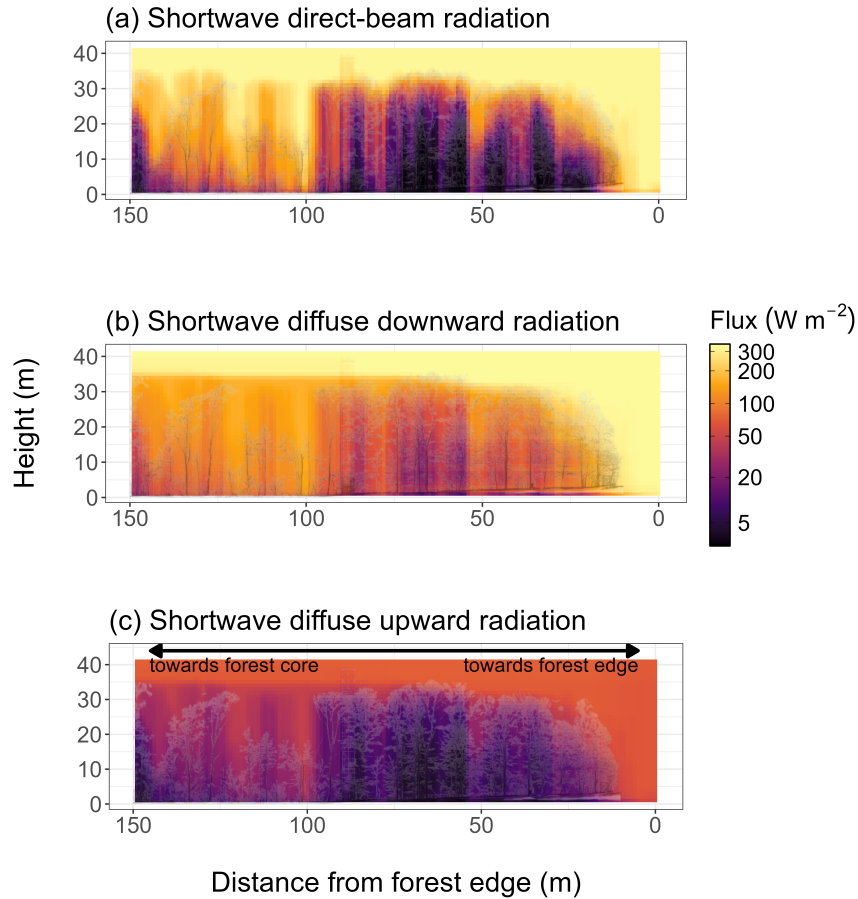 (a) Shortwave direct-beam radiation
40
30
20
10
0
150 100 50 0
(b) Shortwave diffuse downward radiation
40
30
20
10
0
150 100 50 0
Flux (W m⁻²)
300
200
100
50
20
5
Height (m)
(c) Shortwave diffuse upward radiation
towards forest core towards forest edge
40
30
20
10
0
150 100 50 0
Distance from forest edge (m)